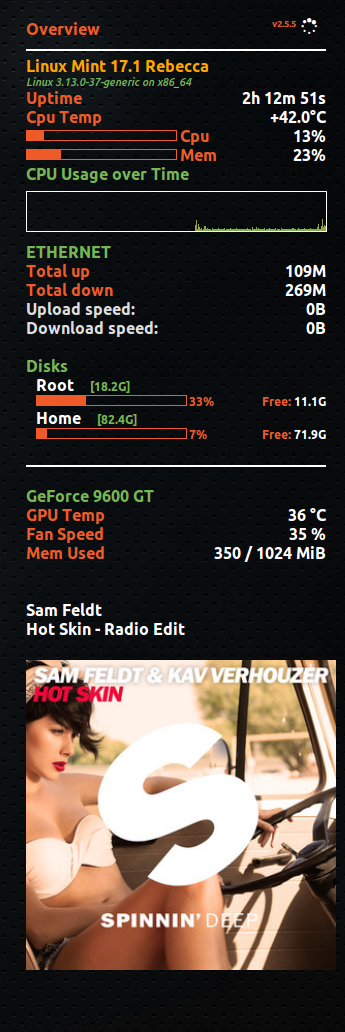 Overview v2.5.5
Linux Mint 17.1 Rebecca
Linux 3.13.0-37-generic on x86_64
Uptime 2h 12m 51s
Cpu Temp +42.0°C
Cpu 13%
Mem 23%
CPU Usage over Time
ETHERNET
Total up 109M
Total down 269M
Upload speed: 0B
Download speed: 0B
Disks
Root [18.2G]
33% Free: 11.1G
Home [82.4G]
7% Free: 71.9G
GeForce 9600 GT
GPU Temp 36 °C
Fan Speed 35 %
Mem Used 350 / 1024 MiB
Sam Feldt
Hot Skin - Radio Edit
SAM FELDT & KAV VERHOUZER
HOT SKIN
S
SPINNIN' DEEP